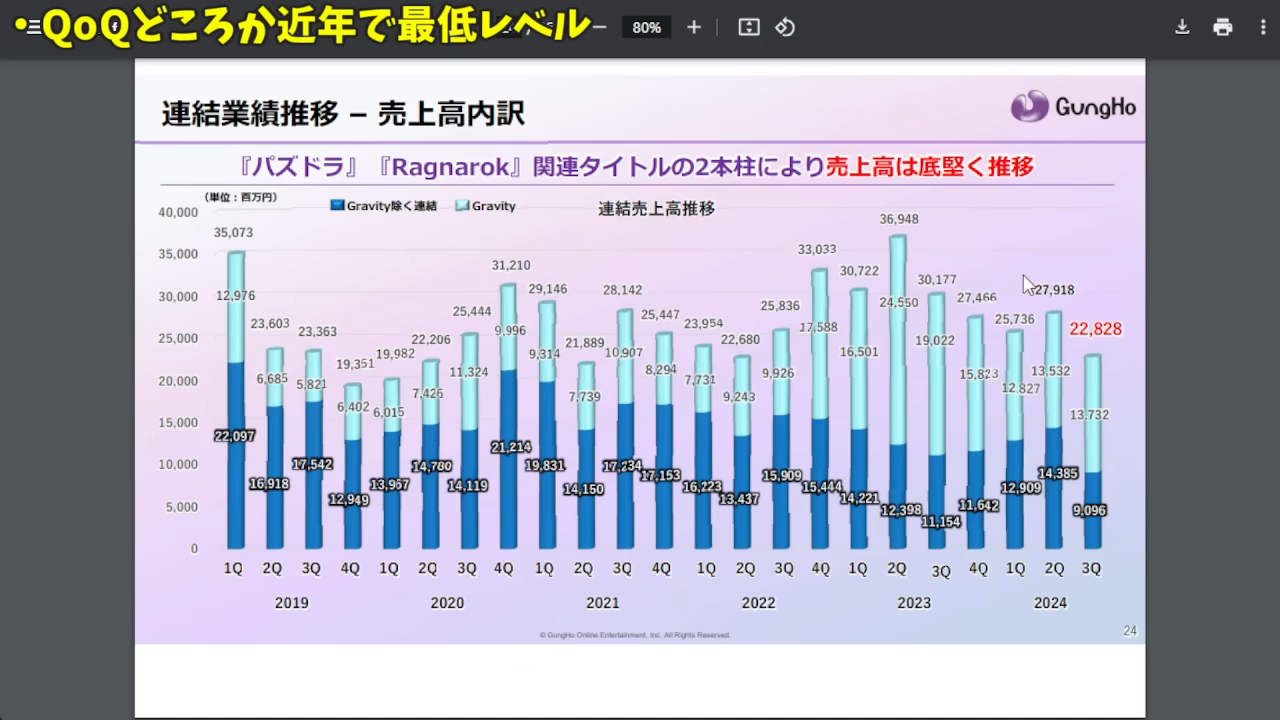 ・QoQどころか近年で最低レベル
80%
連結業績推移 – 売上高内訳
GungHo
『パズドラ』『Ragnarok』関連タイトルの2本柱により売上高は底堅く推移
(単位：百万円)
Gravity除く連結 Gravity
連結売上高推移
40,000
35,000
30,000
25,000
20,000
15,000
10,000
5,000
0
35,073 23,603 23,363 19,351 19,982 22,206 25,444 31,210 29,146 21,889 28,142 25,447 23,954 22,680 25,836 33,033 30,722 36,948 30,177 27,466 25,736 27,918 22,828
12,976 6,685 5,821 6,402 6,015 7,426 11,324 9,996 9,314 7,739 10,907 8,294 7,731 9,243 9,926 17,588 16,501 24,550 19,022 15,823 12,827 13,532 13,732
22,097 16,918 17,542 12,949 13,967 14,780 14,119 21,214 19,831 14,150 17,234 17,153 16,223 13,437 15,909 15,444 14,221 12,398 11,154 11,642 12,909 14,385 9,096
1Q 2Q 3Q 4Q 1Q 2Q 3Q 4Q 1Q 2Q 3Q 4Q 1Q 2Q 3Q 4Q 1Q 2Q 3Q 4Q 1Q 2Q 3Q
2019 2020 2021 2022 2023 2024
© GungHo Online Entertainment, Inc. All Rights Reserved.
24